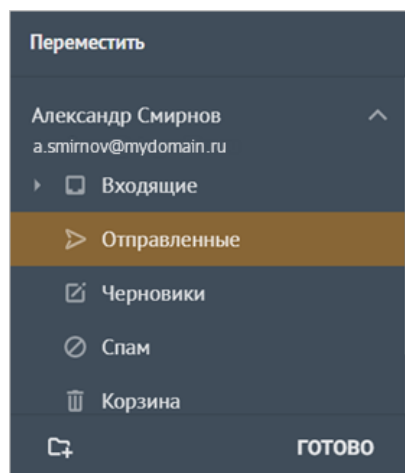 Переместить
Александр Смирнов
a.smirnov@mydomain.ru
Входящие
Отправленные
Черновики
Спам
Корзина
ГОТОВО